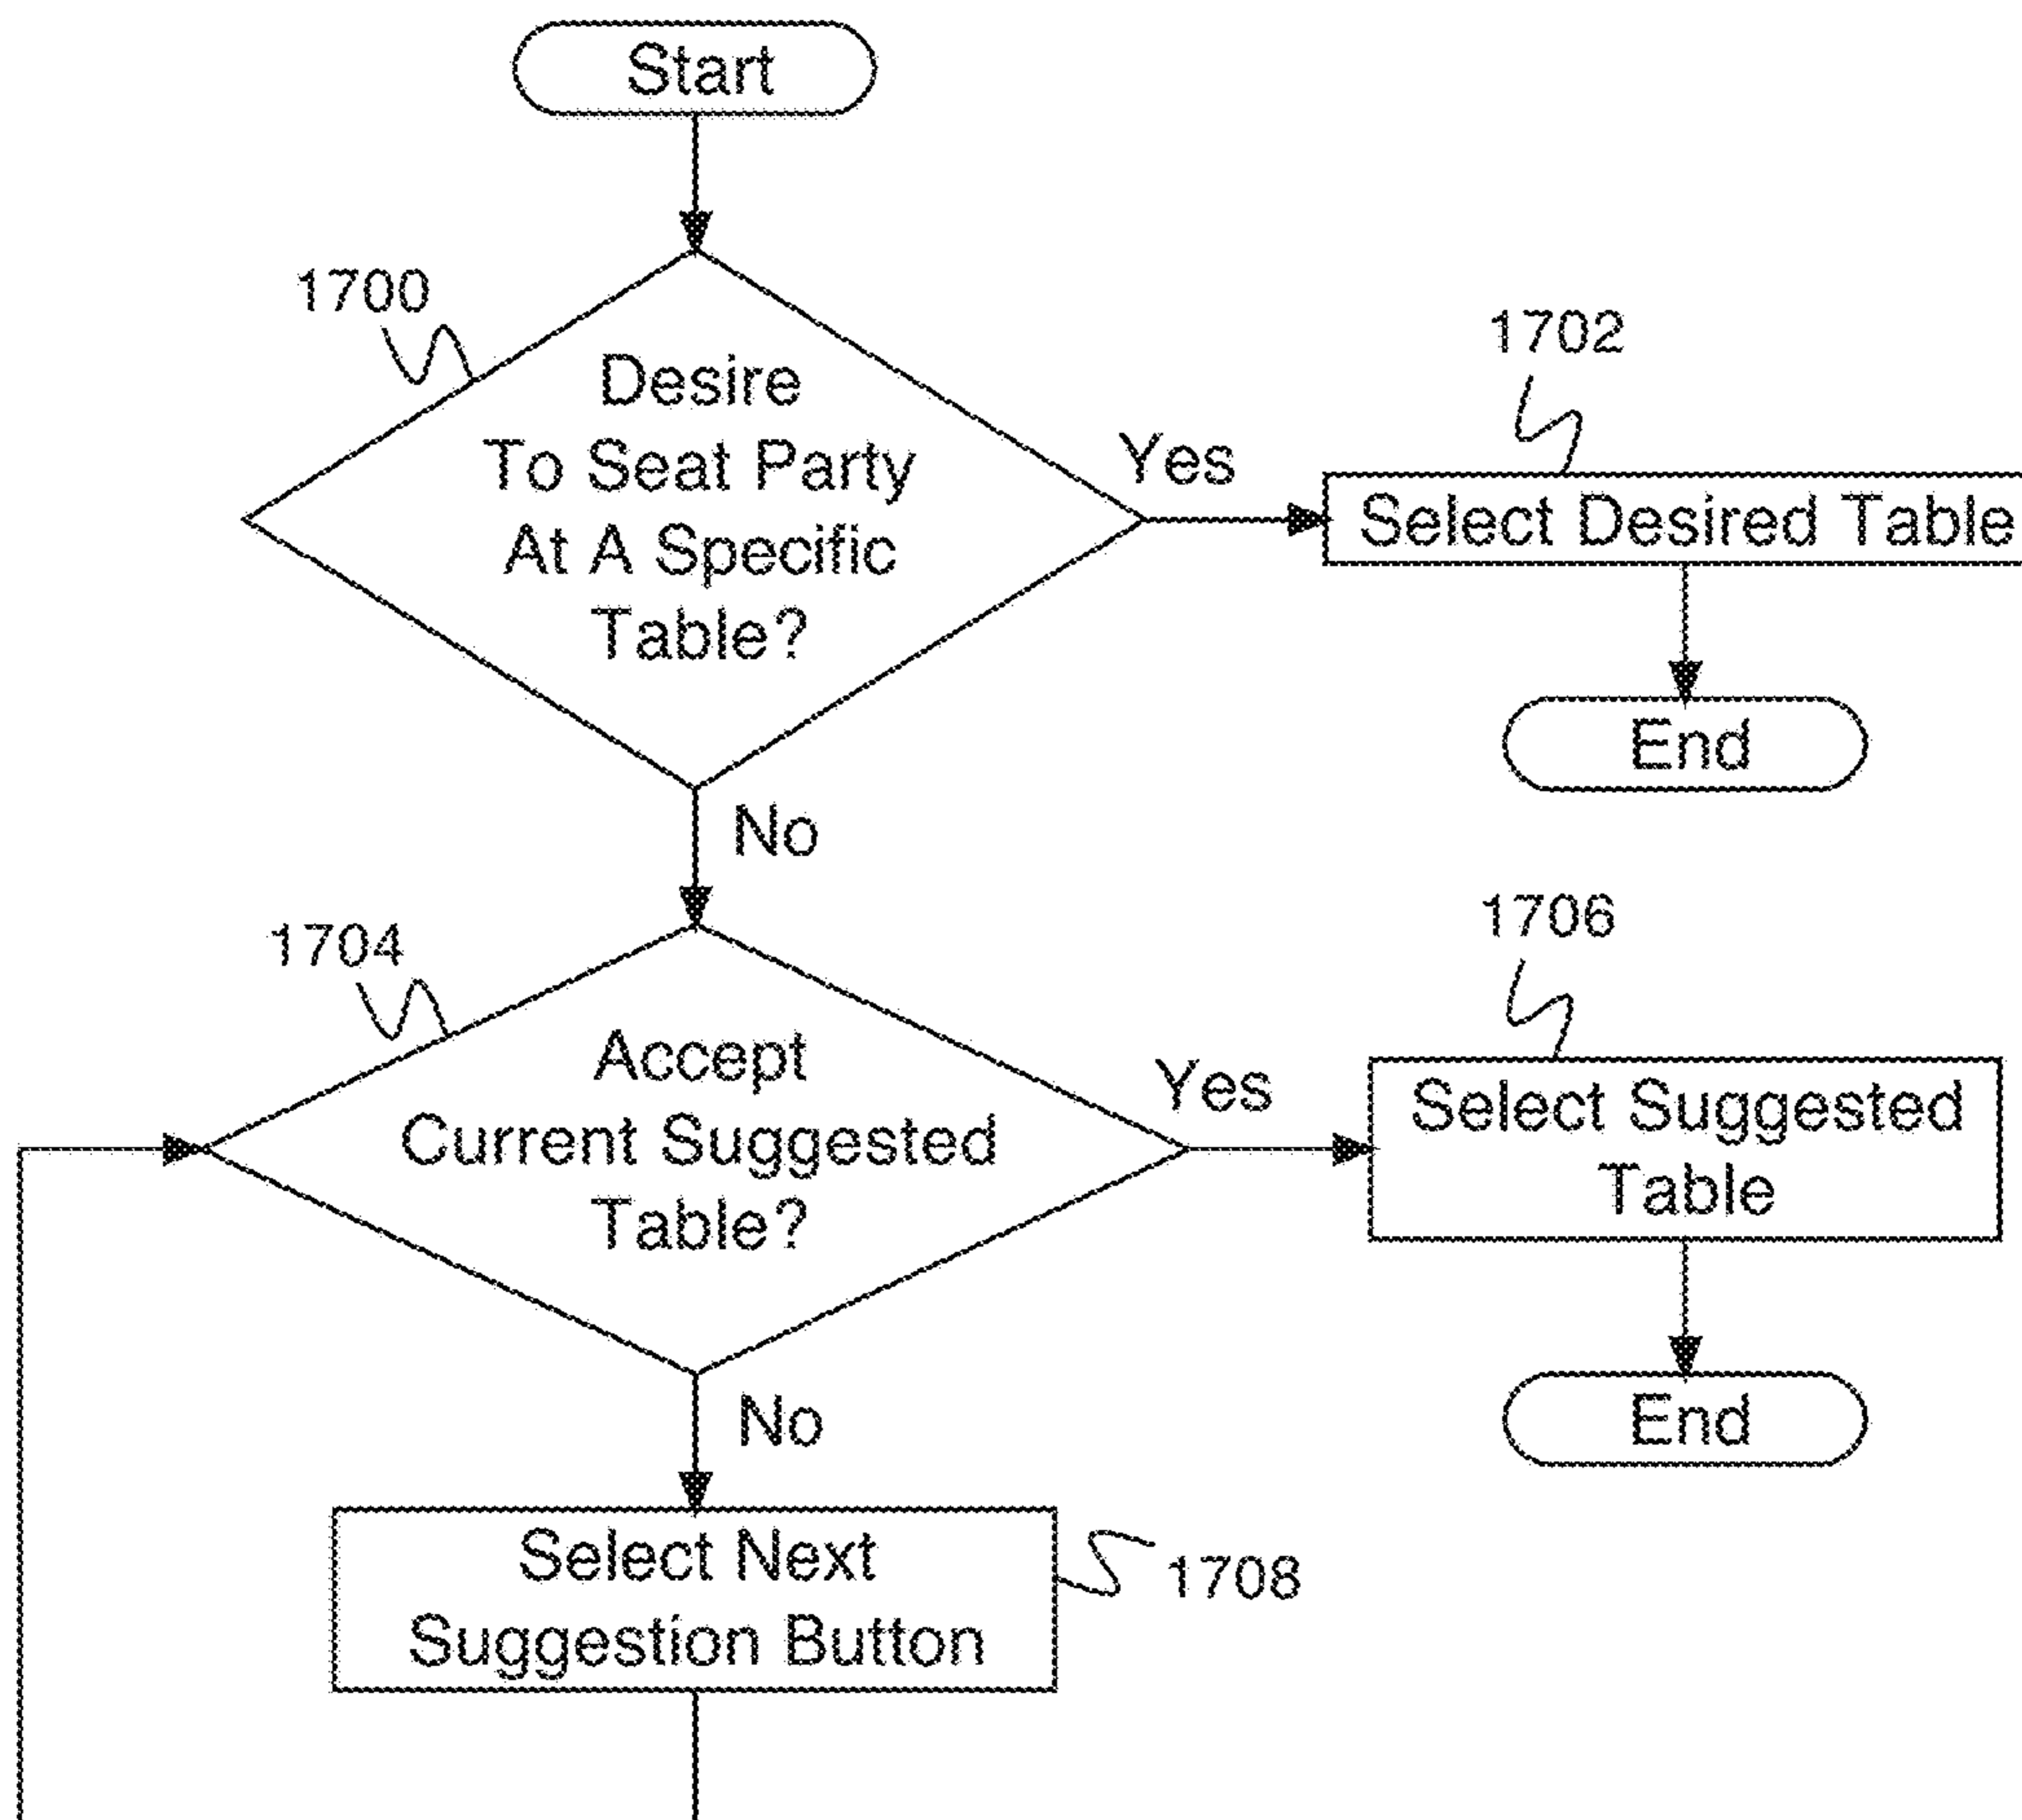 Start
1700
Desire
To Seat Party
At A Specific
Table?
Yes
1702
Select Desired Table
End
No
1704
Accept
Current Suggested
Table?
Yes
1706
Select Suggested
Table
End
No
Select Next
Suggestion Button
1708